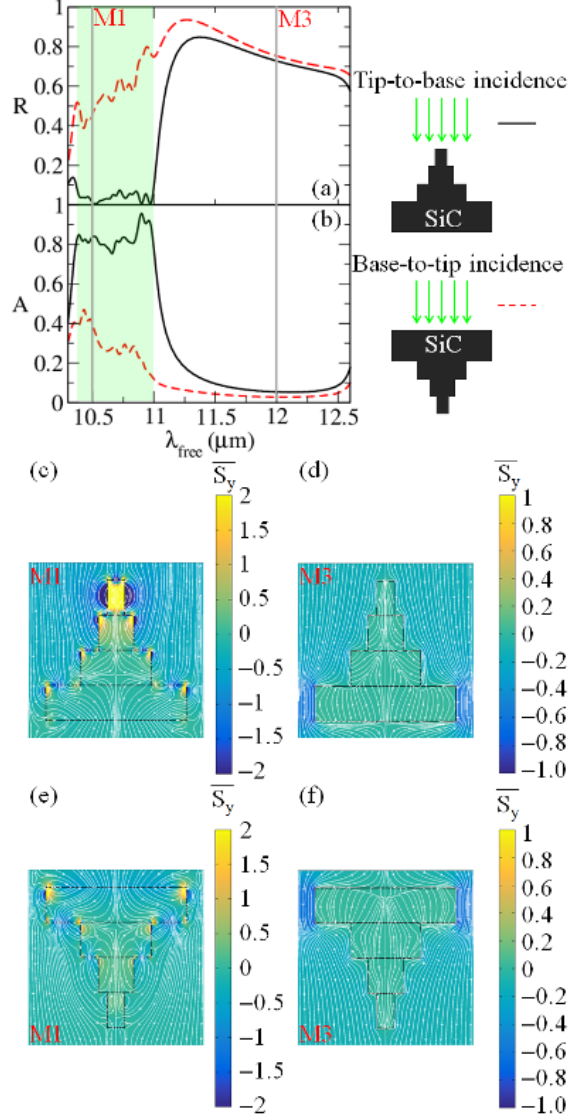 M1
M3
1
0.8
0.6
R
0.4
0.2
(a)
1
(b)
0.8
0.6
A
0.4
0.2
0
10.5
11
11.5
12
12.5
λfree (μm)
Tip-to-base incidence
SiC
Base-to-tip incidence
SiC
(c)
Sy
M1
2
1.5
1
0.5
0
−0.5
−1
−1.5
−2
(d)
Sy
M3
1
0.8
0.6
0.4
0.2
0
−0.2
−0.4
−0.6
−0.8
−1.0
(e)
Sy
2
1.5
1
0.5
0
−0.5
−1
−1.5
−2
M1
(f)
Sy
1
0.8
0.6
0.4
0.2
0
−0.2
−0.4
−0.6
−0.8
−1.0
M3